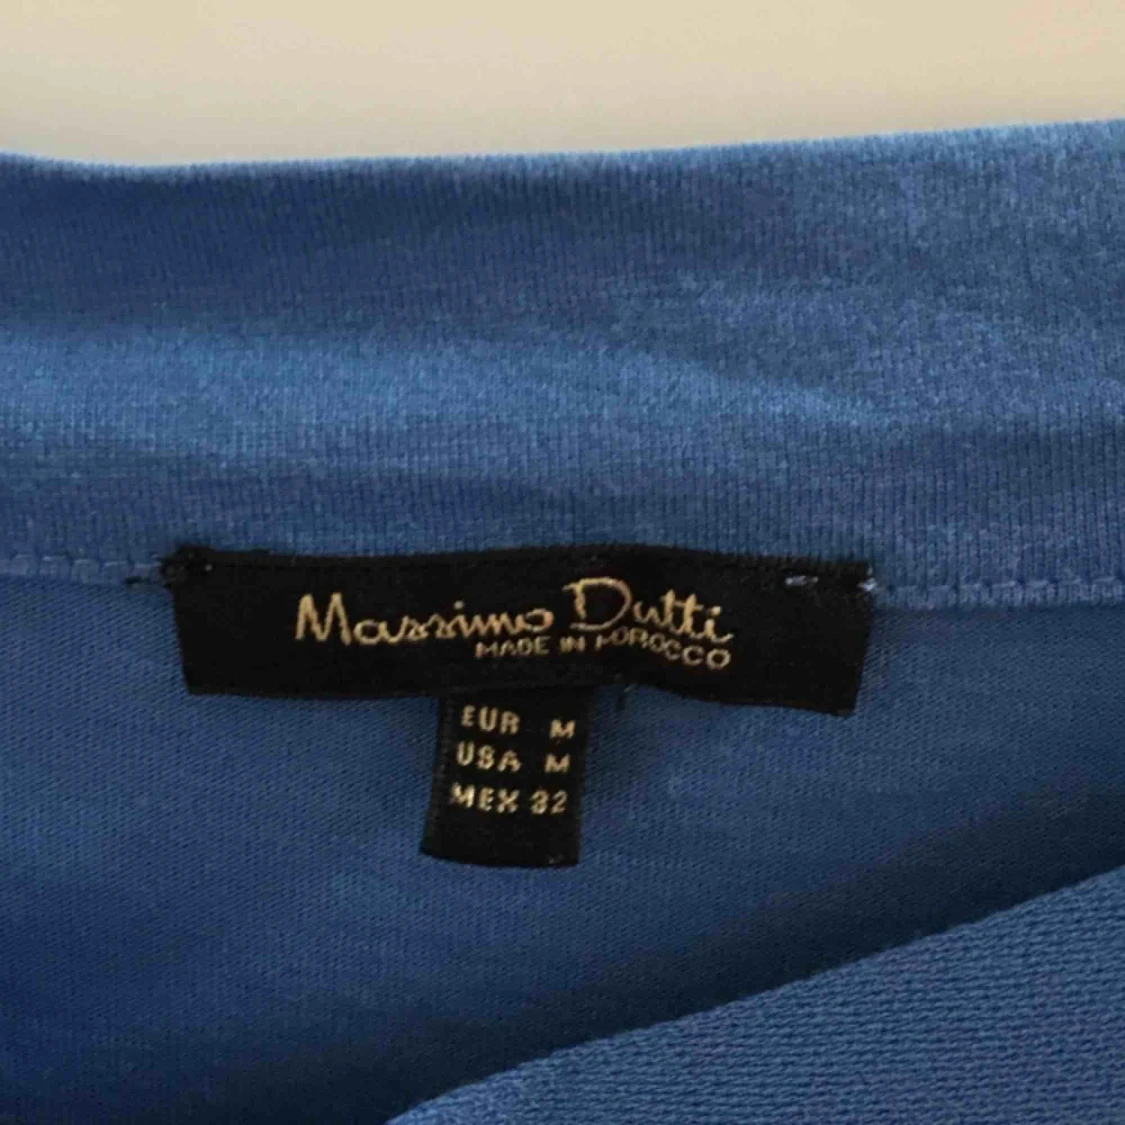 Massimo Dutti
MADE IN MOROCCO
EUR M
USA M
MEX 32